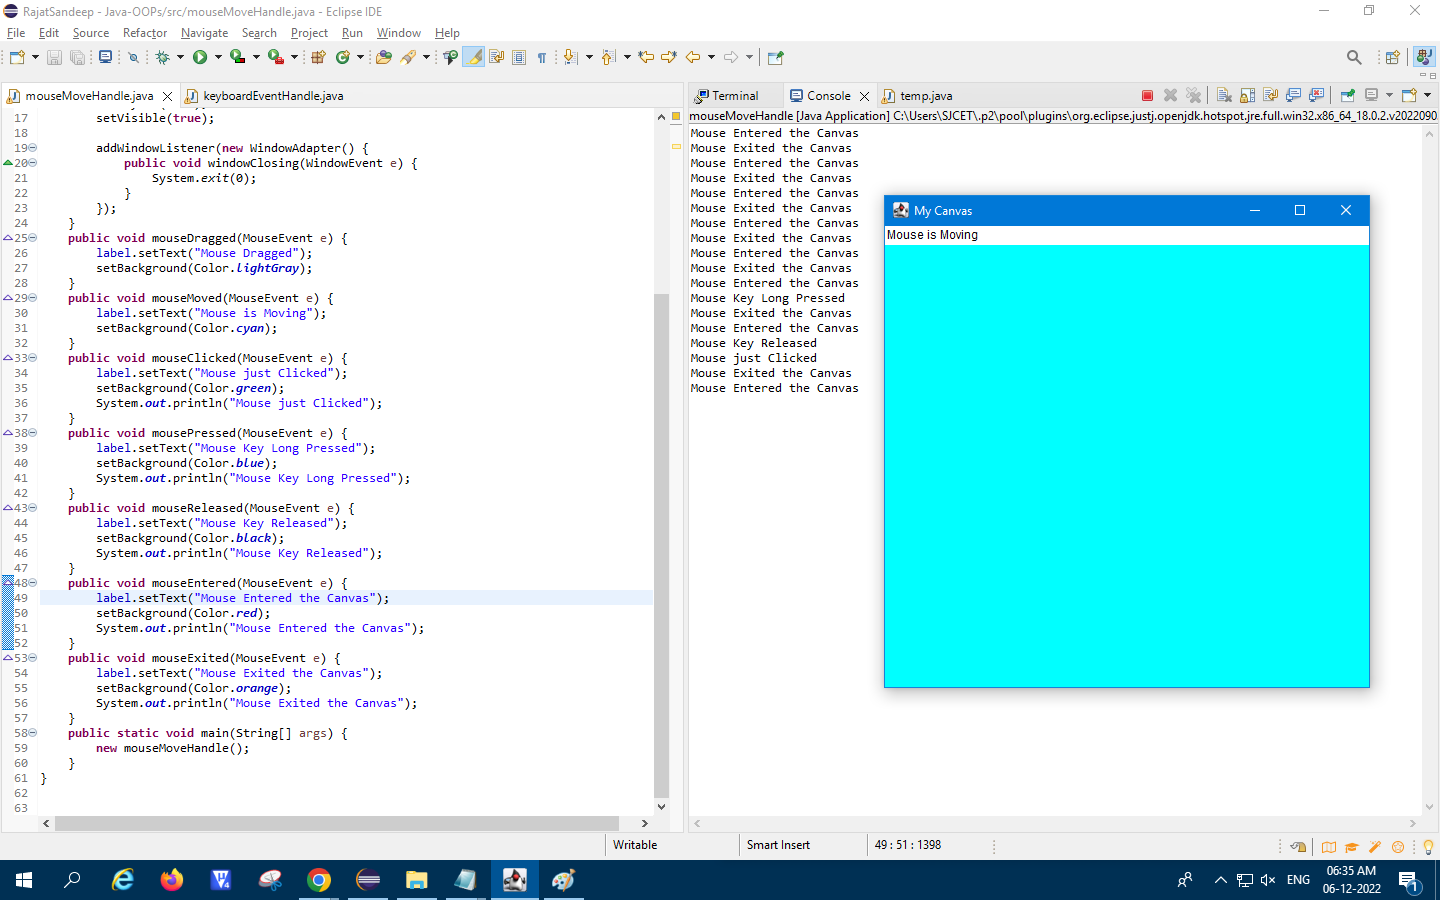 RajatSandeep - Java-OOPs/src/mouseMoveHandle.java - Eclipse IDE
File Edit Source Refactor Navigate Search Project Run Window Help
mouseMoveHandle.java
keyboardEventHandle.java
17 setVisible(true);
18
19 addWindowListener(new WindowAdapter() {
20 public void windowClosing(WindowEvent e) {
21 System.exit(0);
22 }
23 });
24 }
25 public void mouseDragged(MouseEvent e) {
26 label.setText("Mouse Dragged");
27 setBackground(Color.lightGray);
28 }
29 public void mouseMoved(MouseEvent e) {
30 label.setText("Mouse is Moving");
31 setBackground(Color.cyan);
32 }
33 public void mouseClicked(MouseEvent e) {
34 label.setText("Mouse just Clicked");
35 setBackground(Color.green);
36 System.out.println("Mouse just Clicked");
37 }
38 public void mousePressed(MouseEvent e) {
39 label.setText("Mouse Key Long Pressed");
40 setBackground(Color.blue);
41 System.out.println("Mouse Key Long Pressed");
42 }
43 public void mouseReleased(MouseEvent e) {
44 label.setText("Mouse Key Released");
45 setBackground(Color.black);
46 System.out.println("Mouse Key Released");
47 }
48 public void mouseEntered(MouseEvent e) {
49 label.setText("Mouse Entered the Canvas");
50 setBackground(Color.red);
51 System.out.println("Mouse Entered the Canvas");
52 }
53 public void mouseExited(MouseEvent e) {
54 label.setText("Mouse Exited the Canvas");
55 setBackground(Color.orange);
56 System.out.println("Mouse Exited the Canvas");
57 }
58 public static void main(String[] args) {
59 new mouseMoveHandle();
60 }
61 }
62
63
Terminal Console temp.java
mouseMoveHandle [Java Application] C:\Users\SJCET\.p2\pool\plugins\org.eclipse.justj.openjdk.hotspot.jre.full.win32.x86_64_18.0.2.v2022090
Mouse Entered the Canvas
Mouse Exited the Canvas
Mouse Entered the Canvas
Mouse Exited the Canvas
Mouse Entered the Canvas
Mouse Exited the Canvas
Mouse Entered the Canvas
Mouse Exited the Canvas
Mouse Entered the Canvas
Mouse Exited the Canvas
Mouse Entered the Canvas
Mouse Key Long Pressed
Mouse Exited the Canvas
Mouse Entered the Canvas
Mouse Key Released
Mouse just Clicked
Mouse Exited the Canvas
Mouse Entered the Canvas
My Canvas
Mouse is Moving
Writable Smart Insert 49 : 51 : 1398
ENG
06:35 AM
06-12-2022
1